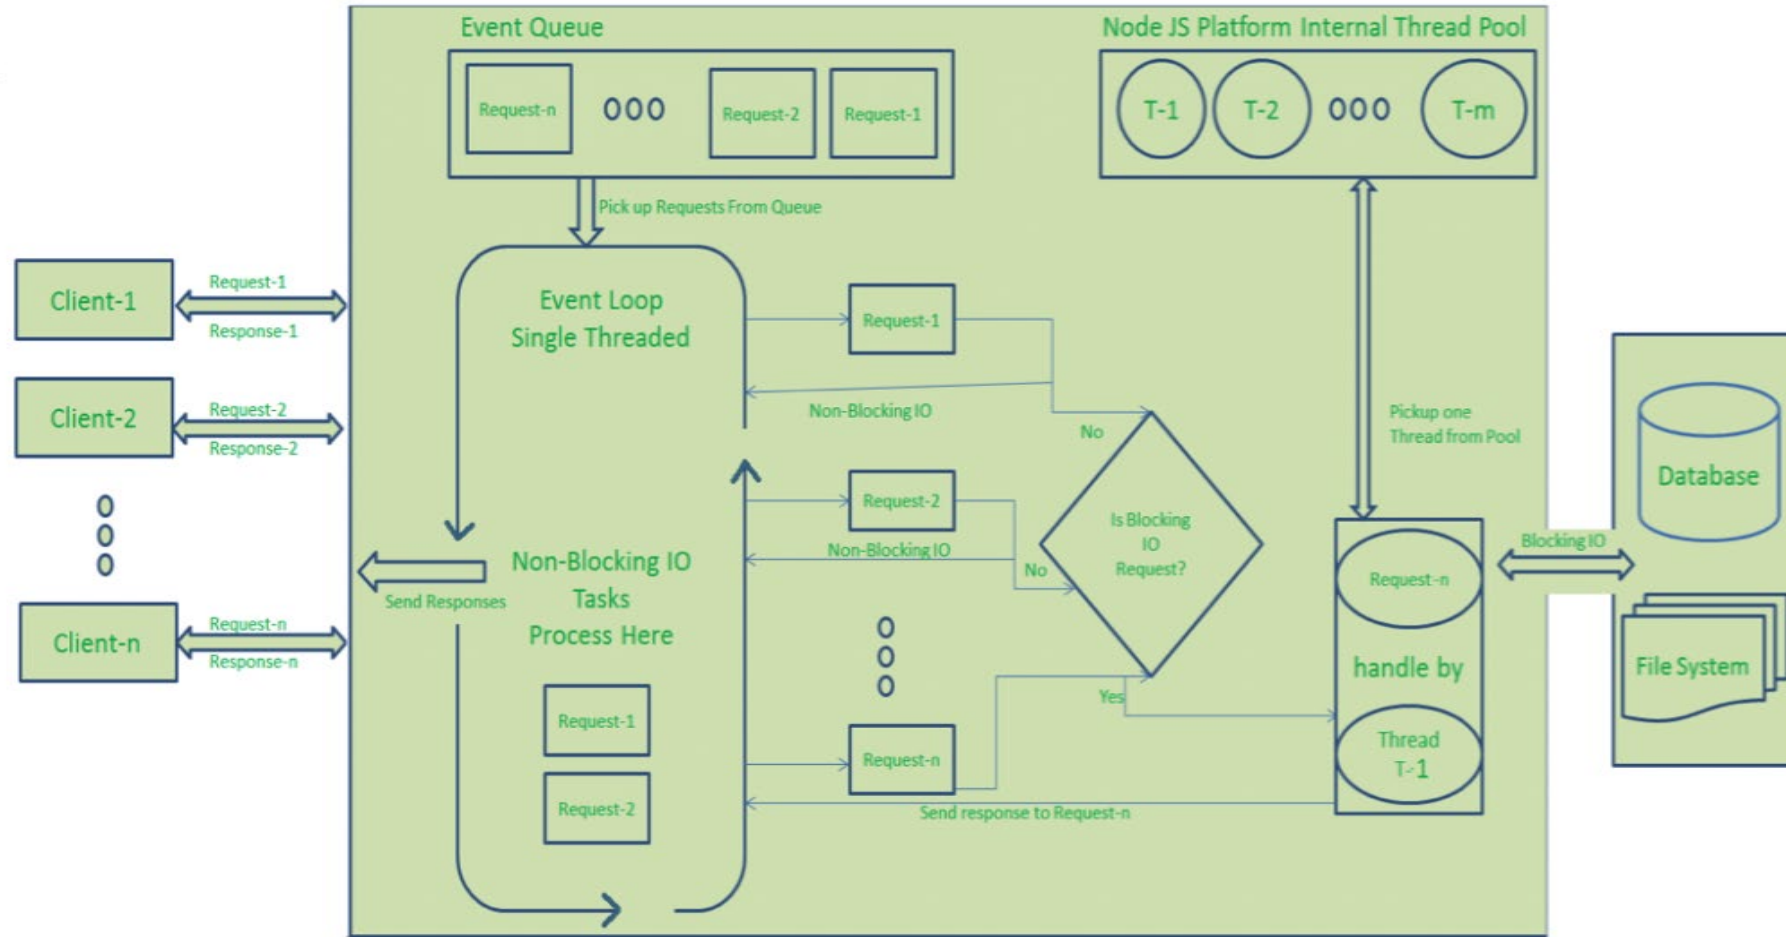 Event Queue
Node JS Platform Internal Thread Pool
Request-n
Request-2
Request-1
T-1
T-2
T-m
Pick up Requests From Queue
Client-1
Request-1
Response-1
Client-2
Request-2
Response-2
Client-n
Request-n
Response-n
Event Loop
Single Threaded
Request-1
Non-Blocking IO
No
Request-2
Non-Blocking IO
No
Is Blocking
IO
Request?
Pickup one
Thread from Pool
Send Responses
Non-Blocking IO
Tasks
Process Here
Request-1
Request-2
Request-n
Yes
Send response to Request-n
Request-n
handle by
Thread
T-1
Blocking IO
Database
File System